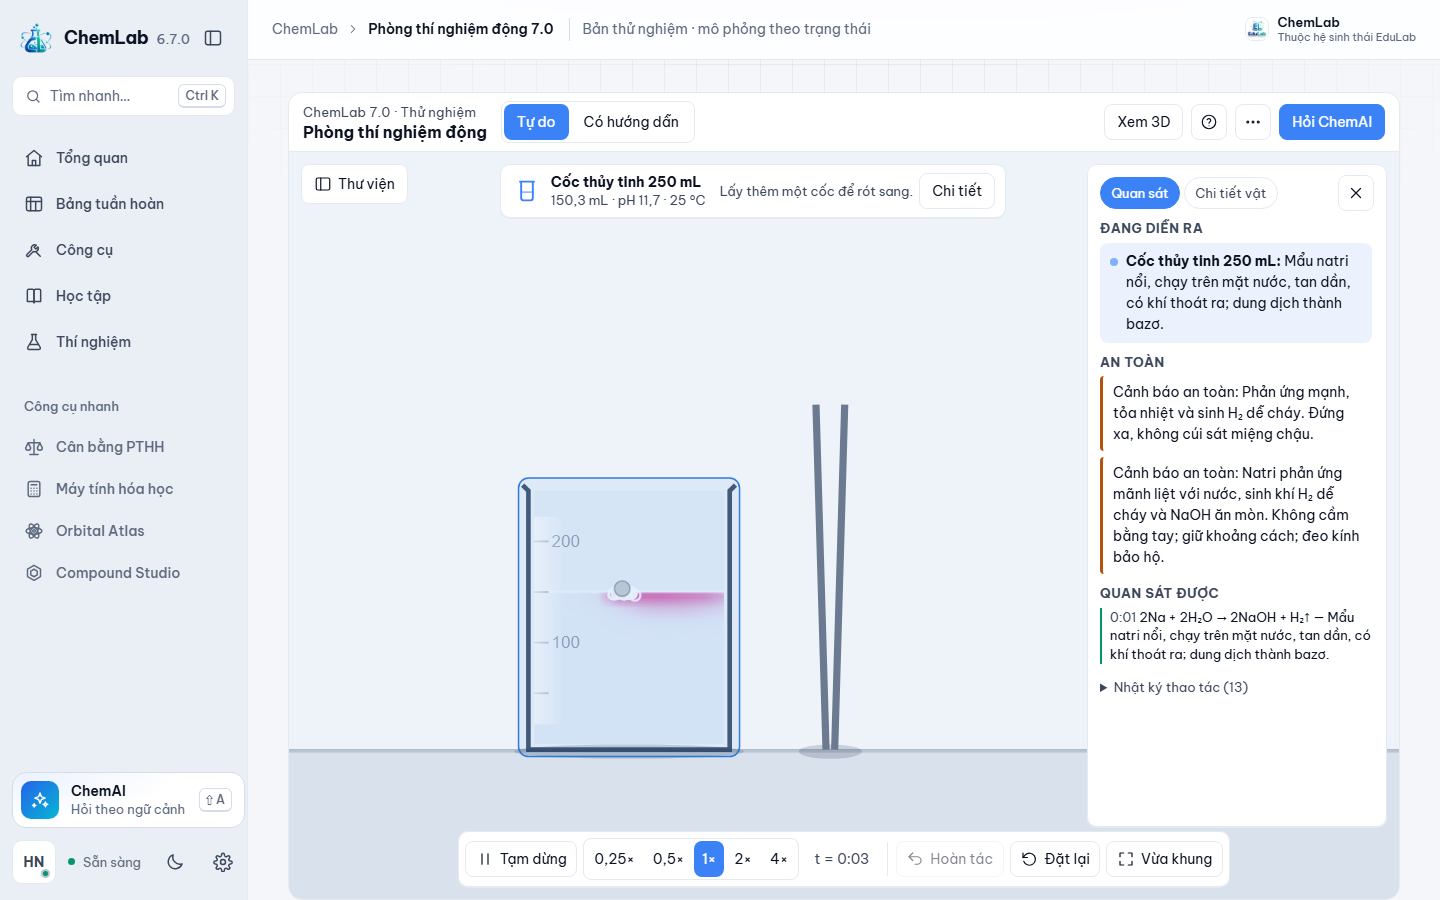 ChemLab 6.7.0
Tìm nhanh... Ctrl K
Tổng quan
Bảng tuần hoàn
Công cụ
Học tập
Thí nghiệm
Công cụ nhanh
Cân bằng PTHH
Máy tính hóa học
Orbital Atlas
Compound Studio
ChemAI
Hỏi theo ngữ cảnh
⇧ A
HN
Sẵn sàng
ChemLab > Phòng thí nghiệm động 7.0
Bản thử nghiệm · mô phỏng theo trạng thái
EL
EduLab
ChemLab
Thuộc hệ sinh thái EduLab
ChemLab 7.0 · Thử nghiệm
Phòng thí nghiệm động
Tự do
Có hướng dẫn
Xem 3D
Hỏi ChemAI
Thư viện
Cốc thủy tinh 250 mL
150,3 mL · pH 11,7 · 25 °C
Lấy thêm một cốc để rót sang.
Chi tiết
200
100
Quan sát
Chi tiết vật
ĐANG DIỄN RA
Cốc thủy tinh 250 mL: Mẩu natri
nổi, chạy trên mặt nước, tan dần,
có khí thoát ra; dung dịch thành
bazơ.
AN TOÀN
Cảnh báo an toàn: Phản ứng mạnh,
tỏa nhiệt và sinh H₂ dễ cháy. Đứng
xa, không cúi sát miệng chậu.
Cảnh báo an toàn: Natri phản ứng
mãnh liệt với nước, sinh khí H₂ dễ
cháy và NaOH ăn mòn. Không cầm
bằng tay; giữ khoảng cách; đeo kính
bảo hộ.
QUAN SÁT ĐƯỢC
0:01 2Na + 2H₂O → 2NaOH + H₂↑ — Mẩu
natri nổi, chạy trên mặt nước, tan dần, có
khí thoát ra; dung dịch thành bazơ.
Nhật ký thao tác (13)
Tạm dừng
0,25×
0,5×
1×
2×
4×
t = 0:03
Hoàn tác
Đặt lại
Vừa khung